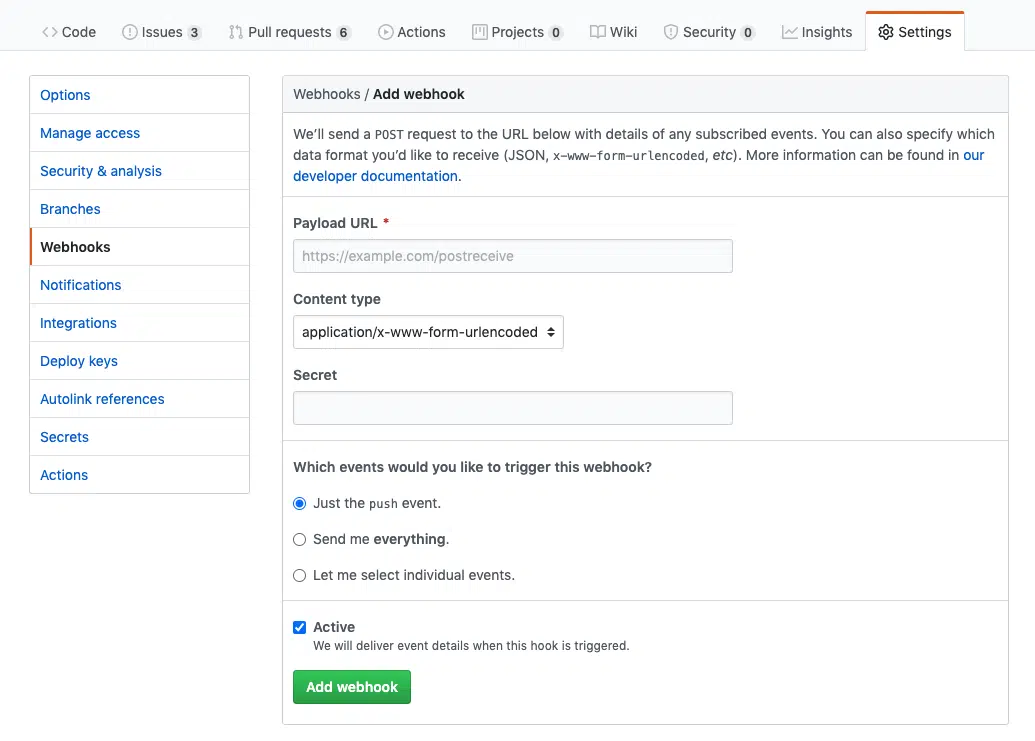 Code Issues 3 Pull requests 6 Actions Projects 0 Wiki Security 0 Insights Settings
Options
Manage access
Security & analysis
Branches
Webhooks
Notifications
Integrations
Deploy keys
Autolink references
Secrets
Actions
Webhooks / Add webhook
We’ll send a POST request to the URL below with details of any subscribed events. You can also specify which
data format you’d like to receive (JSON, x-www-form-urlencoded, etc). More information can be found in our
developer documentation.
Payload URL *
https://example.com/postreceive
Content type
application/x-www-form-urlencoded
Secret
Which events would you like to trigger this webhook?
Just the push event.
Send me everything.
Let me select individual events.
Active
We will deliver event details when this hook is triggered.
Add webhook